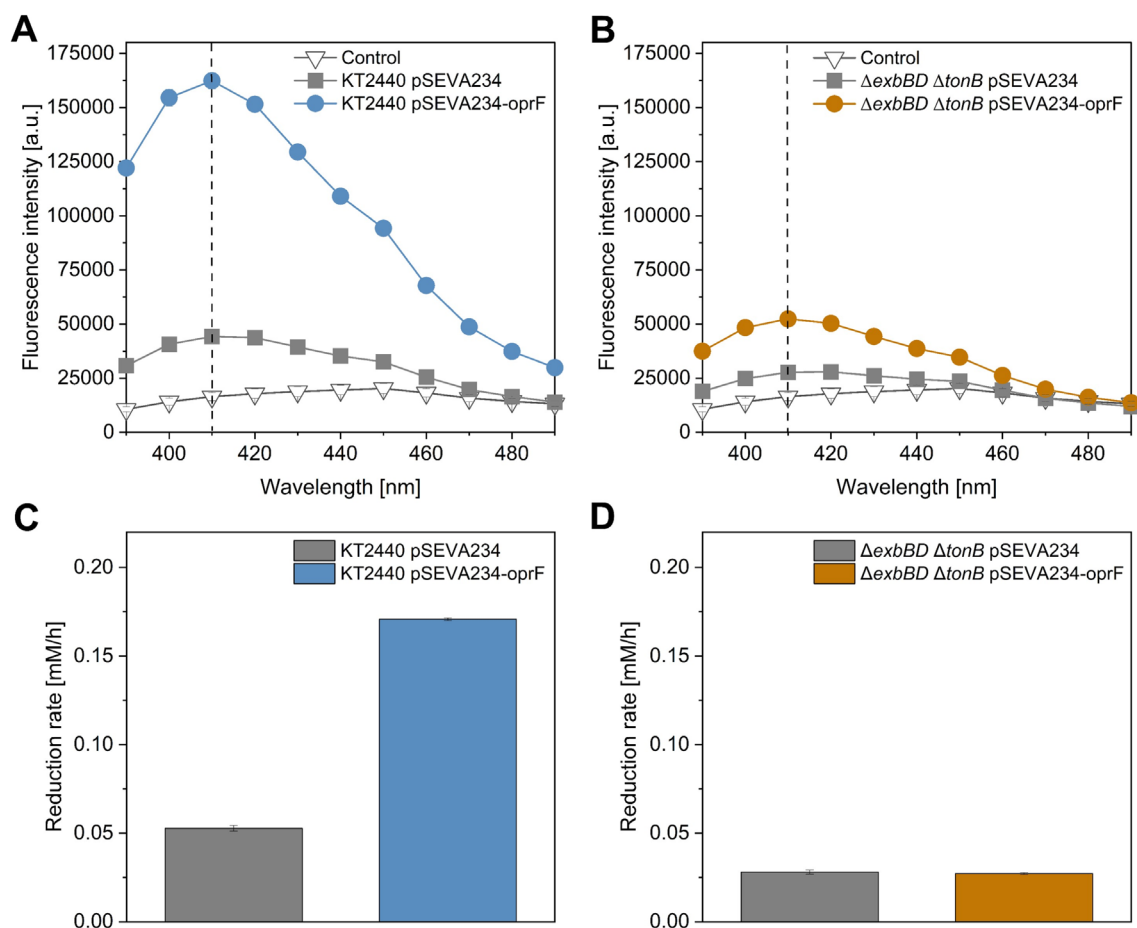 A
175000
150000
125000
100000
75000
50000
25000
0
Fluorescence intensity [a.u.]
Control
KT2440 pSEVA234
KT2440 pSEVA234-oprF
400 420 440 460 480
Wavelength [nm]
B
175000
150000
125000
100000
75000
50000
25000
0
Fluorescence intensity [a.u.]
Control
ΔexbBD ΔtonB pSEVA234
ΔexbBD ΔtonB pSEVA234-oprF
400 420 440 460 480
Wavelength [nm]
C
0.20
0.15
0.10
0.05
0.00
Reduction rate [mM/h]
KT2440 pSEVA234
KT2440 pSEVA234-oprF
D
0.20
0.15
0.10
0.05
0.00
Reduction rate [mM/h]
ΔexbBD ΔtonB pSEVA234
ΔexbBD ΔtonB pSEVA234-oprF